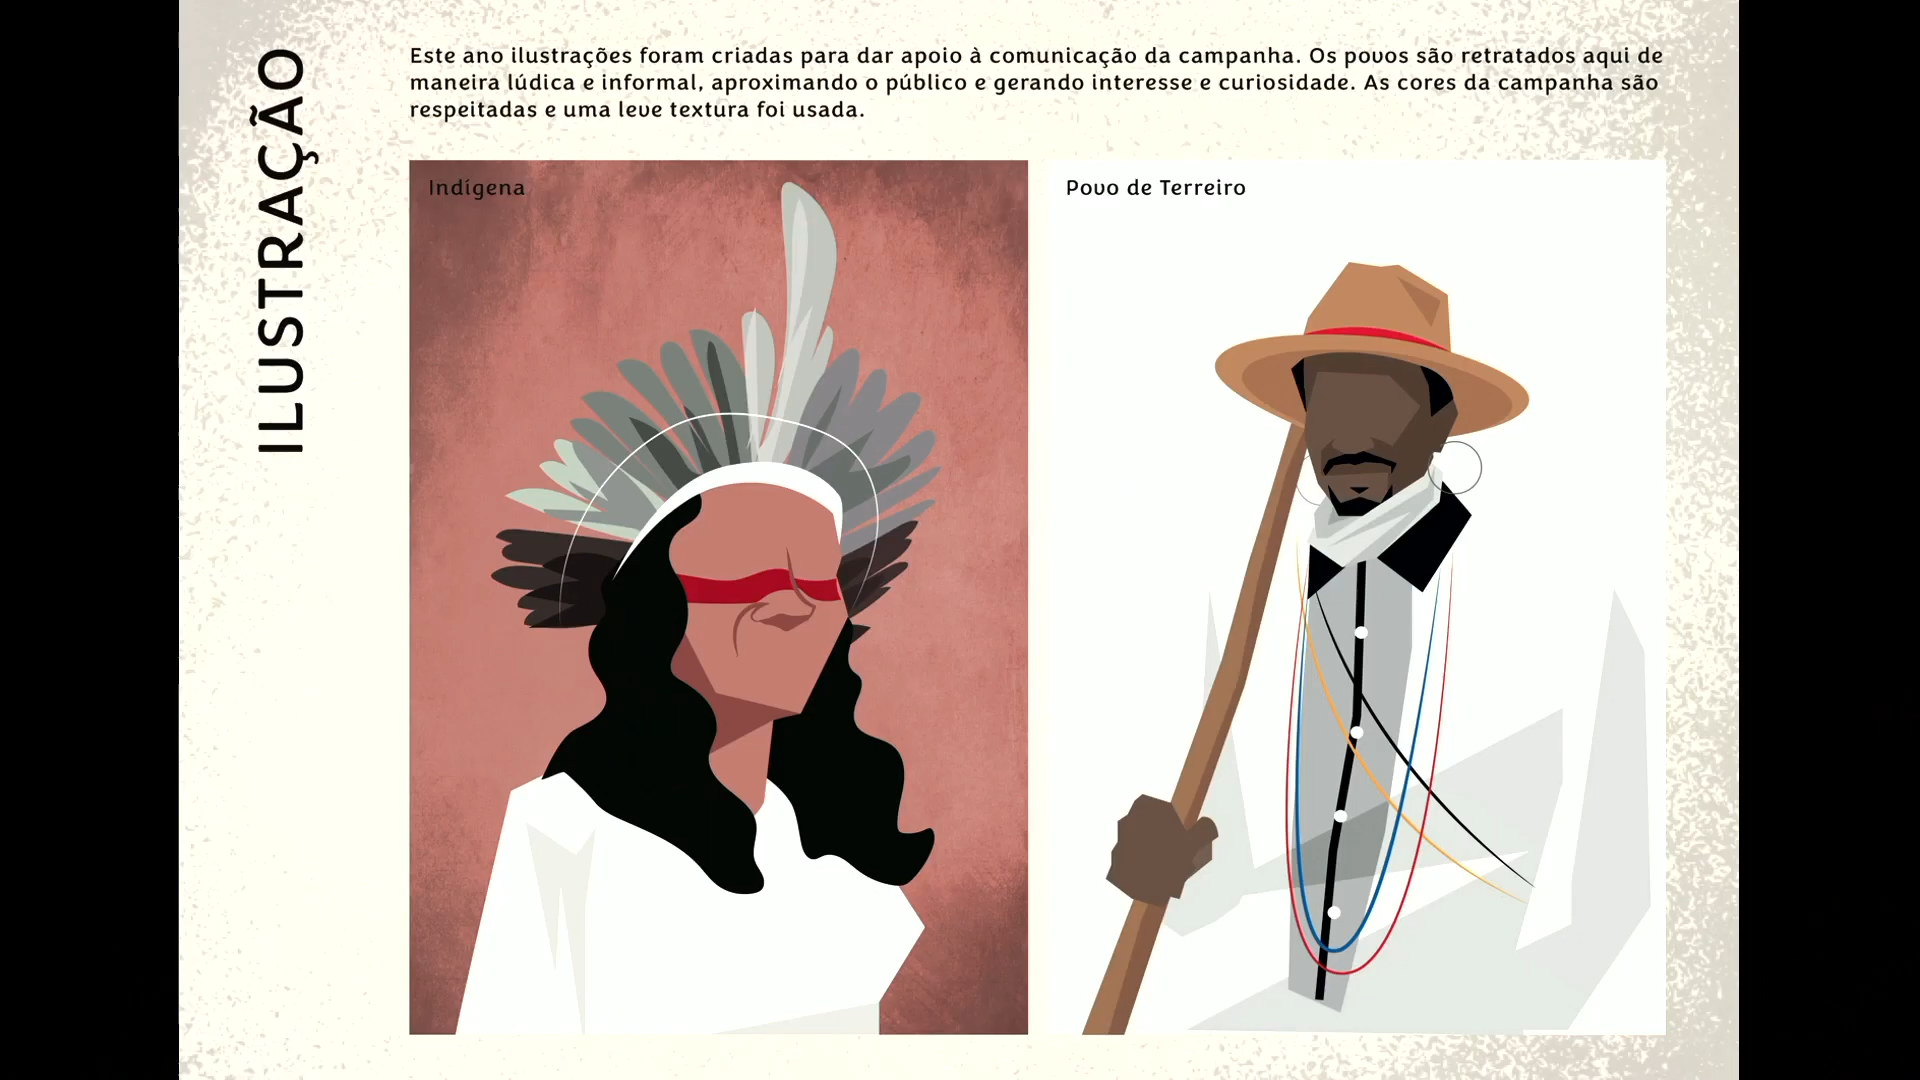 ILUSTRAÇÃO
Este ano ilustrações foram criadas para dar apoio à comunicação da campanha. Os povos são retratados aqui de
maneira lúdica e informal, aproximando o público e gerando interesse e curiosidade. As cores da campanha são
respeitadas e uma leve textura foi usada.
Indígena
Povo de Terreiro